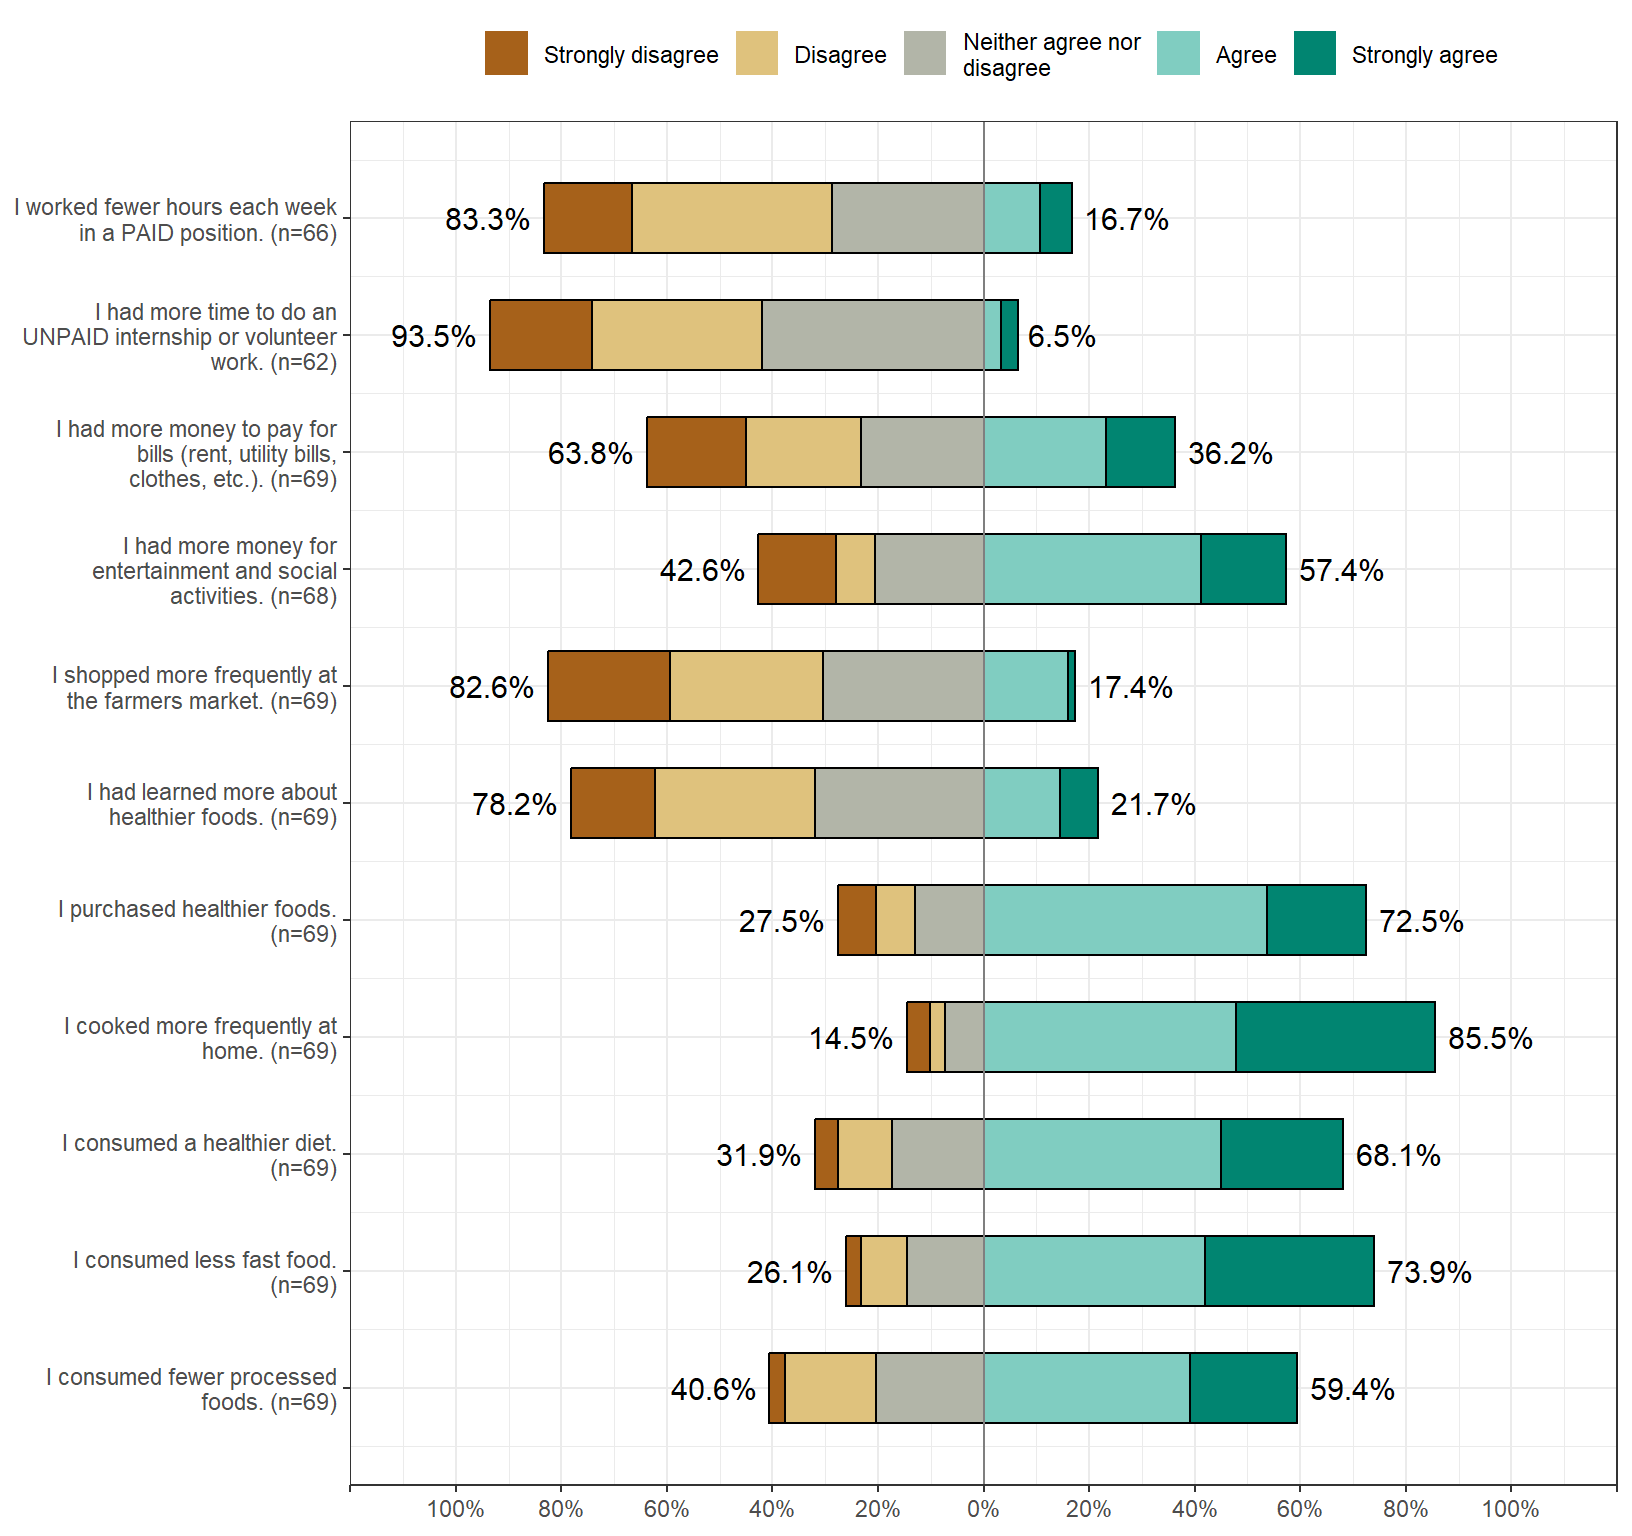 Strongly disagree
Disagree
Neither agree nor
disagree
Agree
Strongly agree
I worked fewer hours each week
in a PAID position. (n=66)
83.3%
16.7%
I had more time to do an
UNPAID internship or volunteer
work. (n=62)
93.5%
6.5%
I had more money to pay for
bills (rent, utility bills,
clothes, etc.). (n=69)
63.8%
36.2%
I had more money for
entertainment and social
activities. (n=68)
42.6%
57.4%
I shopped more frequently at
the farmers market. (n=69)
82.6%
17.4%
I had learned more about
healthier foods. (n=69)
78.2%
21.7%
I purchased healthier foods.
(n=69)
27.5%
72.5%
I cooked more frequently at
home. (n=69)
14.5%
85.5%
I consumed a healthier diet.
(n=69)
31.9%
68.1%
I consumed less fast food.
(n=69)
26.1%
73.9%
I consumed fewer processed
foods. (n=69)
40.6%
59.4%
100% 80% 60% 40% 20% 0% 20% 40% 60% 80% 100%